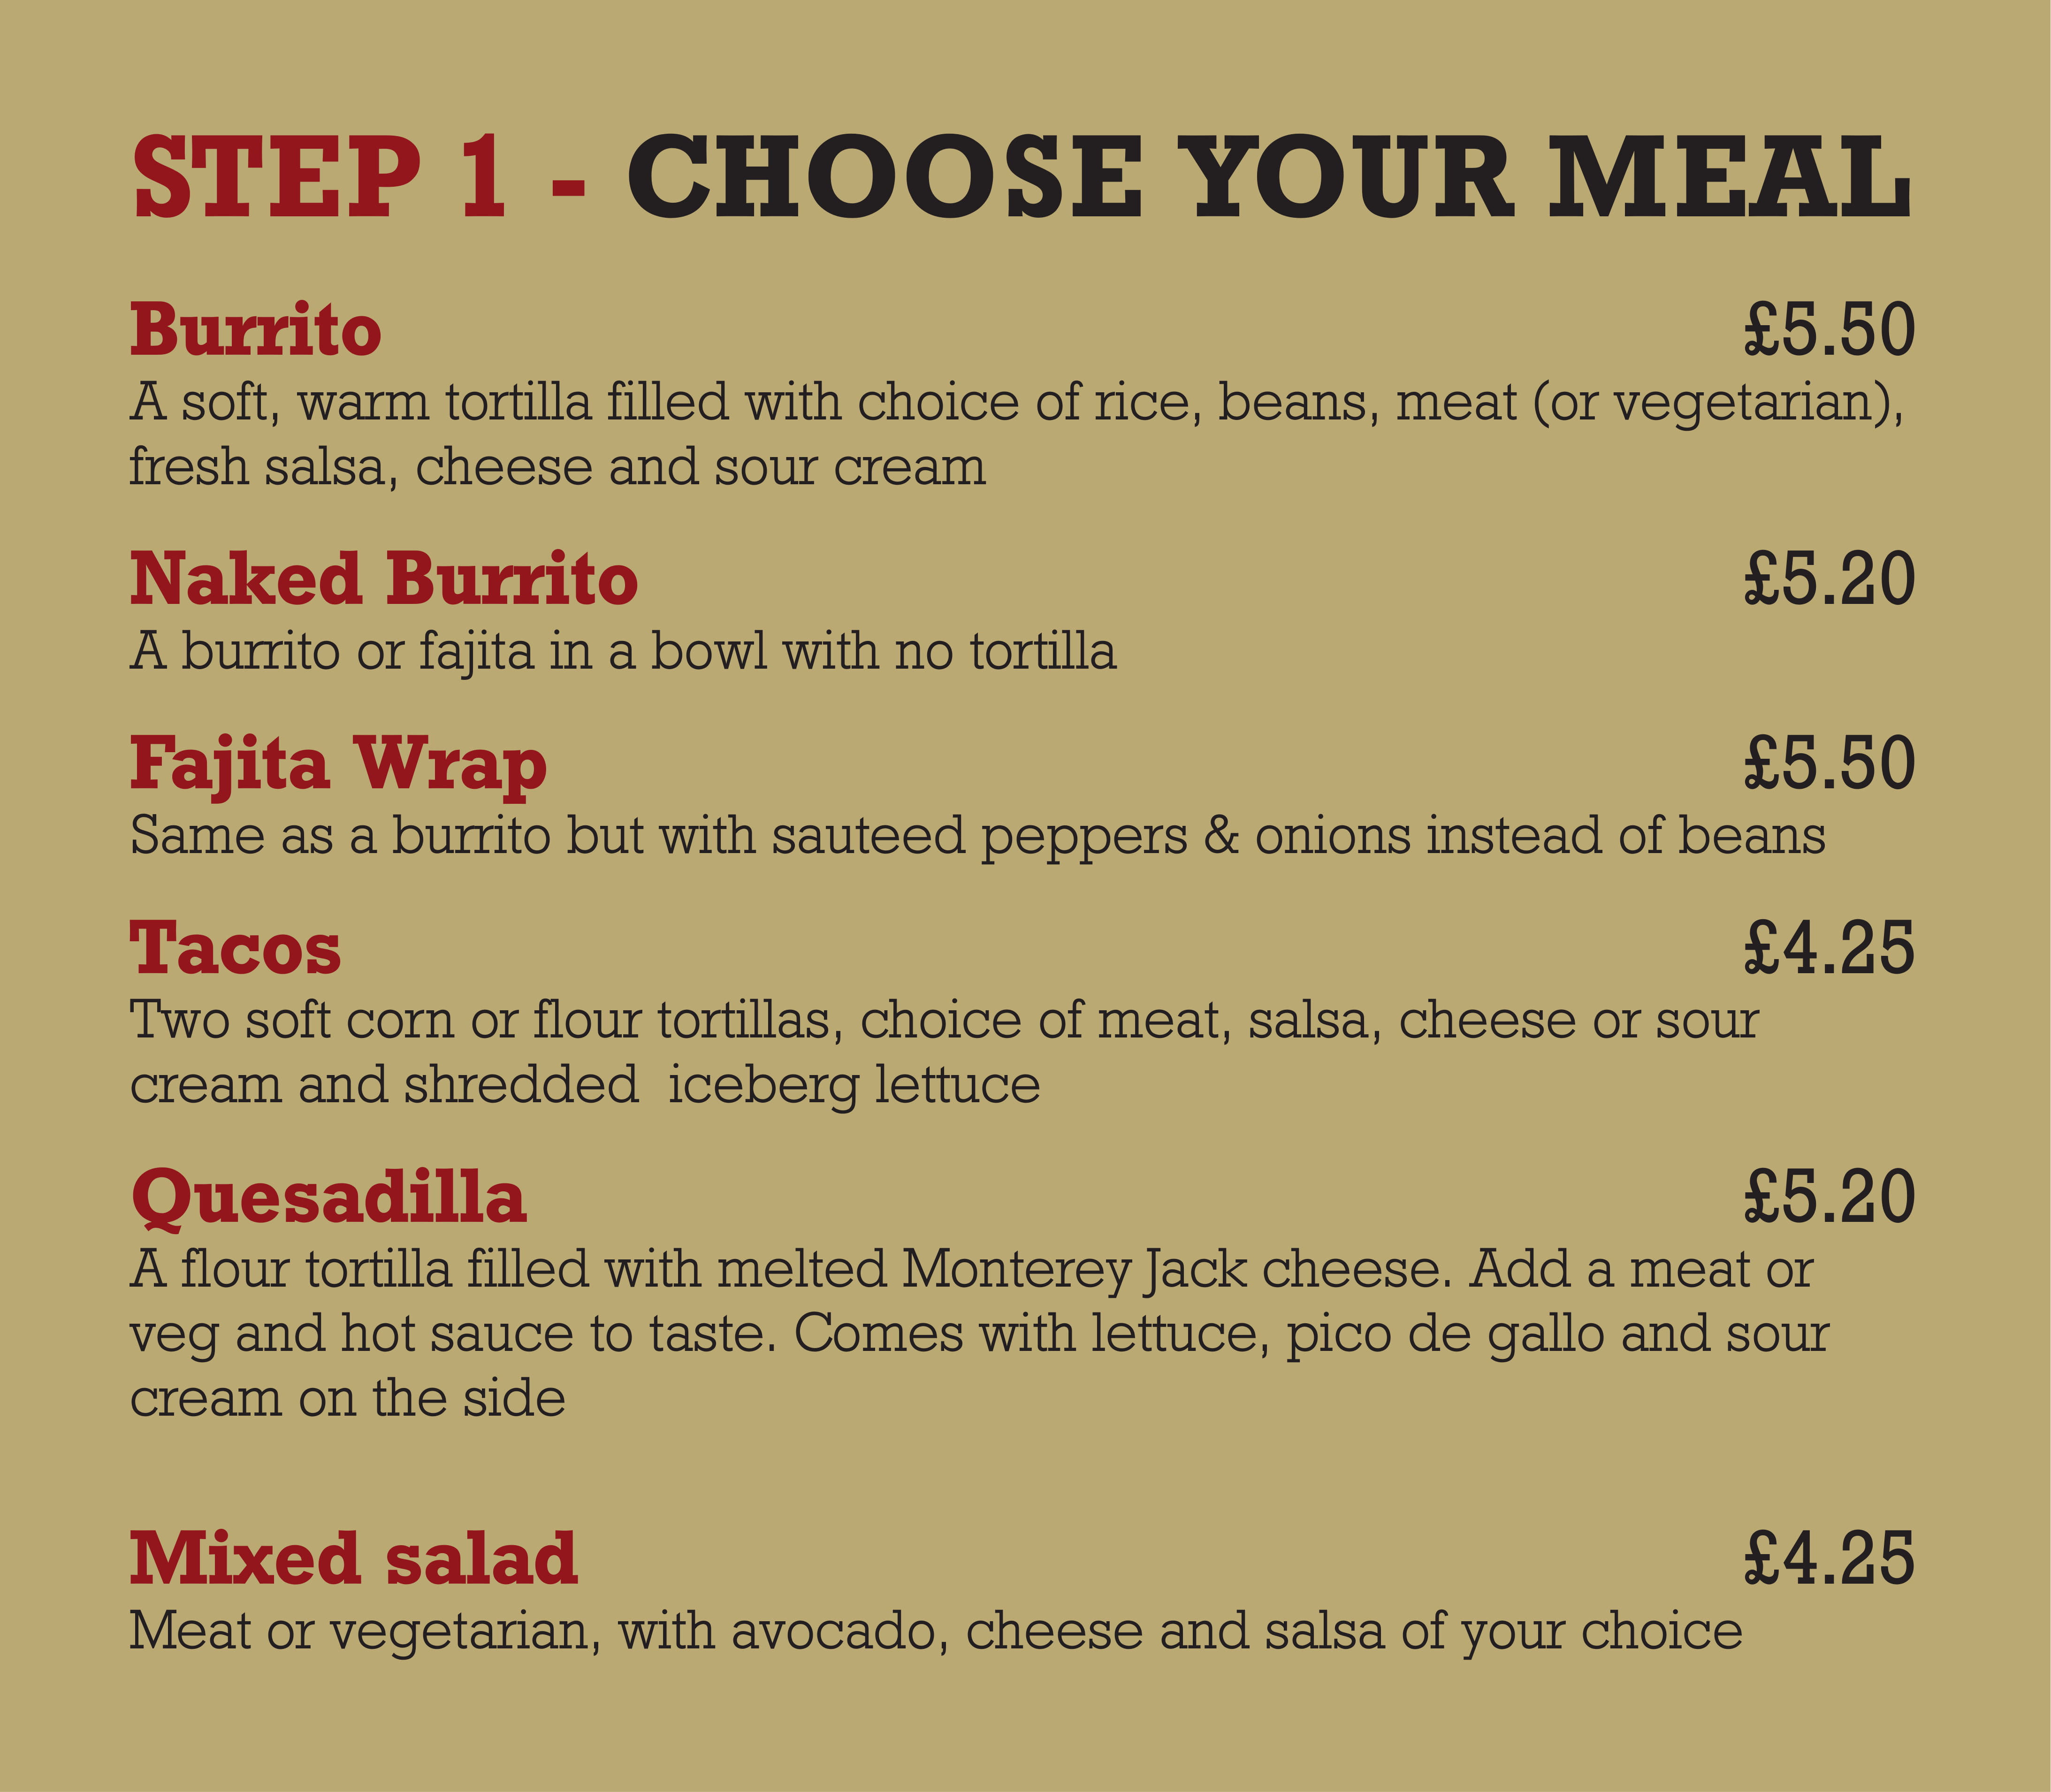 STEP 1 - CHOOSE YOUR MEAL
Burrito £5.50
A soft, warm tortilla filled with choice of rice, beans, meat (or vegetarian),
fresh salsa, cheese and sour cream
Naked Burrito £5.20
A burrito or fajita in a bowl with no tortilla
Fajita Wrap £5.50
Same as a burrito but with sauteed peppers & onions instead of beans
Tacos £4.25
Two soft corn or flour tortillas, choice of meat, salsa, cheese or sour
cream and shredded  iceberg lettuce
Quesadilla £5.20
A flour tortilla filled with melted Monterey Jack cheese. Add a meat or
veg and hot sauce to taste. Comes with lettuce, pico de gallo and sour
cream on the side
Mixed salad £4.25
Meat or vegetarian, with avocado, cheese and salsa of your choice